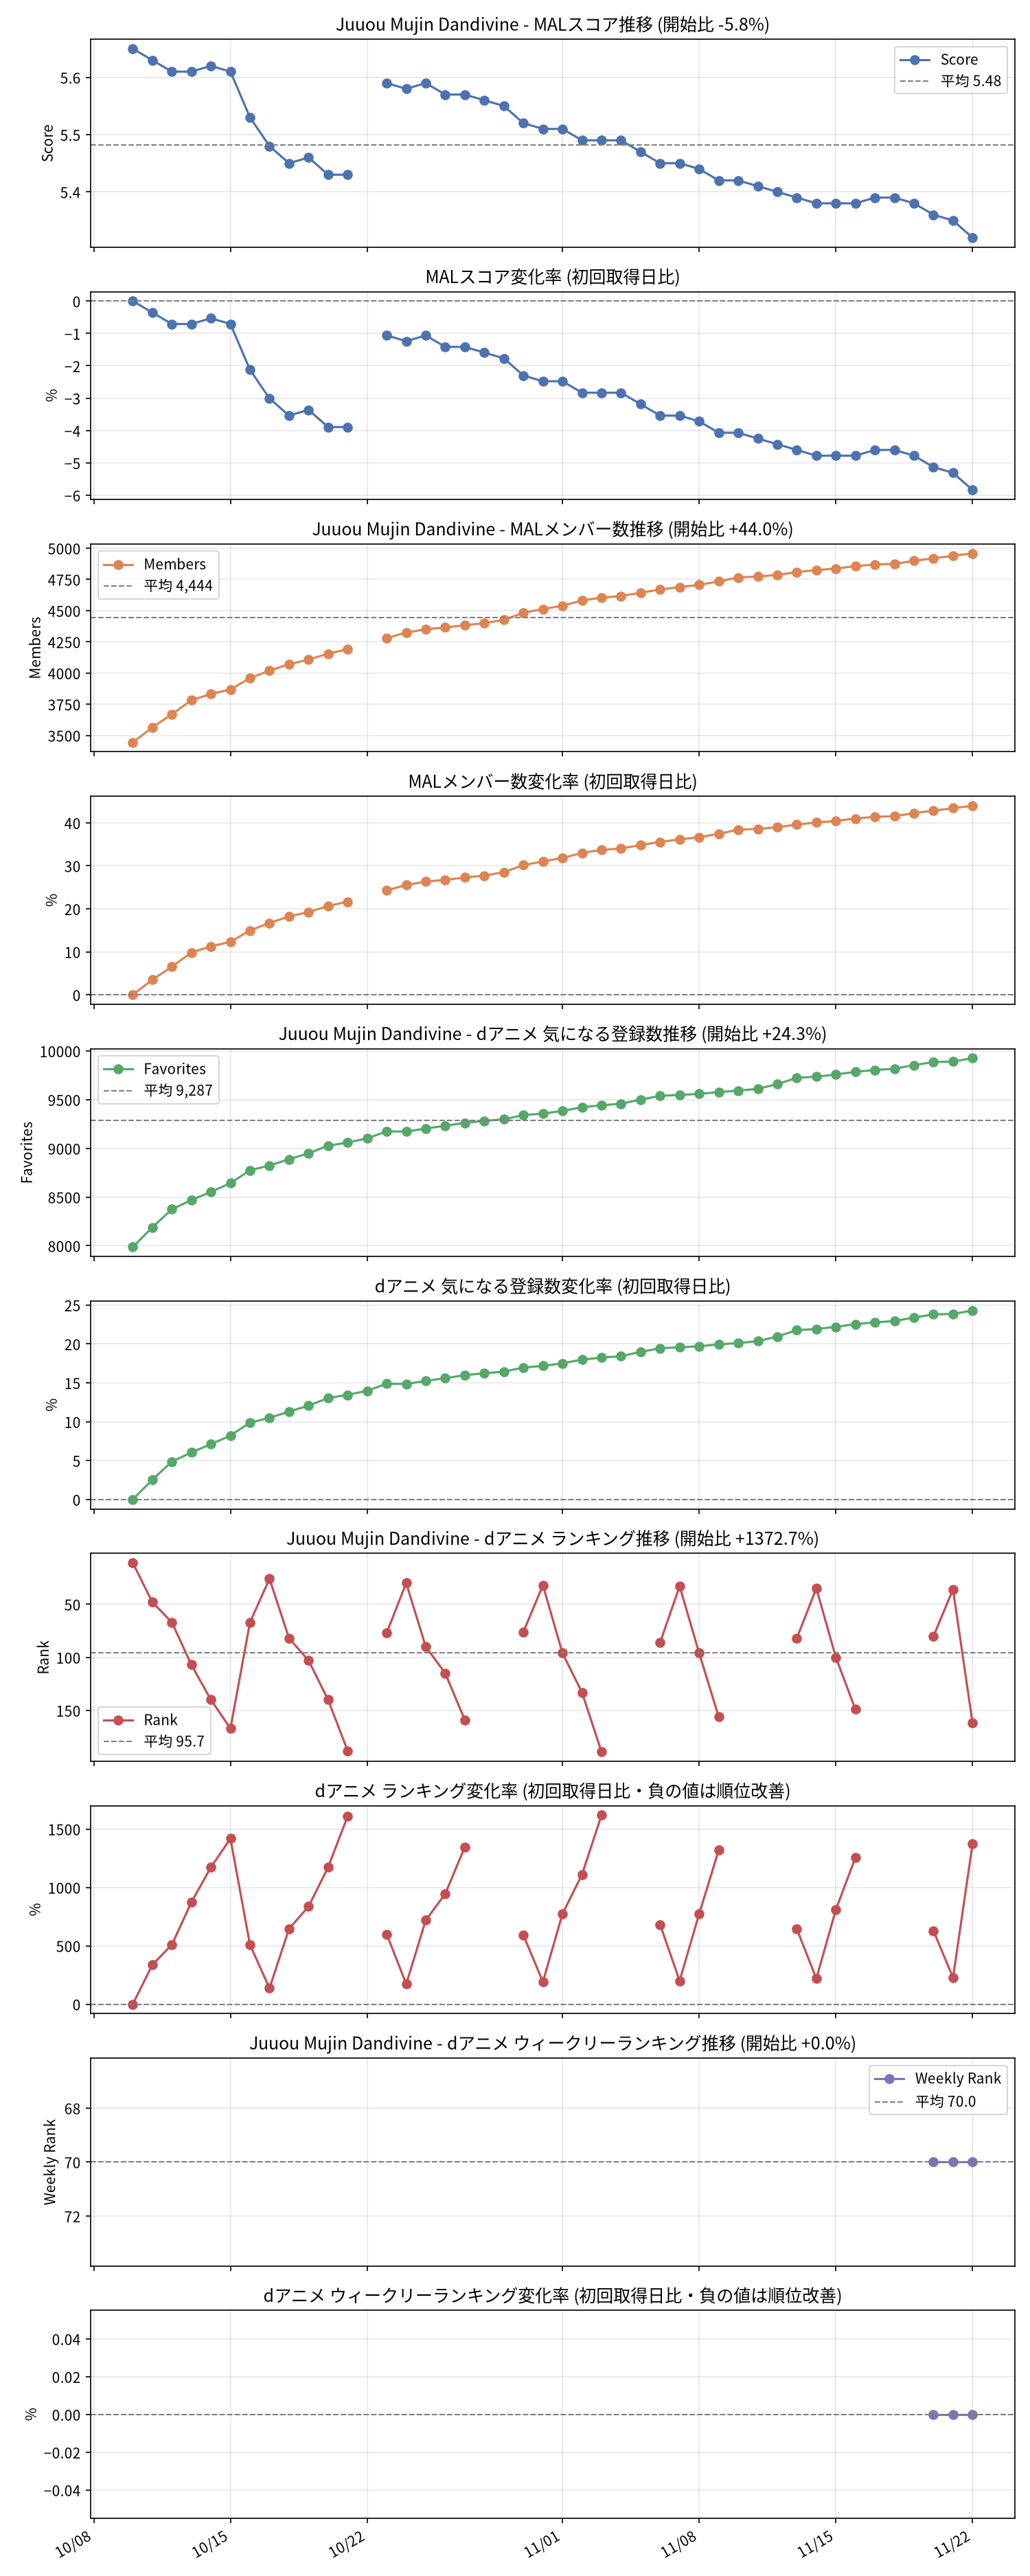 Juuou Mujin Dandivine - MALスコア推移 (開始比 -5.8%)
Score
5.6
5.5
5.4
Score
平均 5.48
MALスコア変化率 (初回取得日比)
%
0
−1
−2
−3
−4
−5
−6
Juuou Mujin Dandivine - MALメンバー数推移 (開始比 +44.0%)
Members
5000
4750
4500
4250
4000
3750
3500
Members
平均 4,444
MALメンバー数変化率 (初回取得日比)
%
40
30
20
10
0
Juuou Mujin Dandivine - dアニメ 気になる登録数推移 (開始比 +24.3%)
Favorites
10000
9500
9000
8500
8000
Favorites
平均 9,287
dアニメ 気になる登録数変化率 (初回取得日比)
%
25
20
15
10
5
0
Juuou Mujin Dandivine - dアニメ ランキング推移 (開始比 +1372.7%)
Rank
50
100
150
Rank
平均 95.7
dアニメ ランキング変化率 (初回取得日比・負の値は順位改善)
%
1500
1000
500
0
Juuou Mujin Dandivine - dアニメ ウィークリーランキング推移 (開始比 +0.0%)
Weekly Rank
68
70
72
Weekly Rank
平均 70.0
dアニメ ウィークリーランキング変化率 (初回取得日比・負の値は順位改善)
%
0.04
0.02
0.00
−0.02
−0.04
10/08
10/15
10/22
11/01
11/08
11/15
11/22